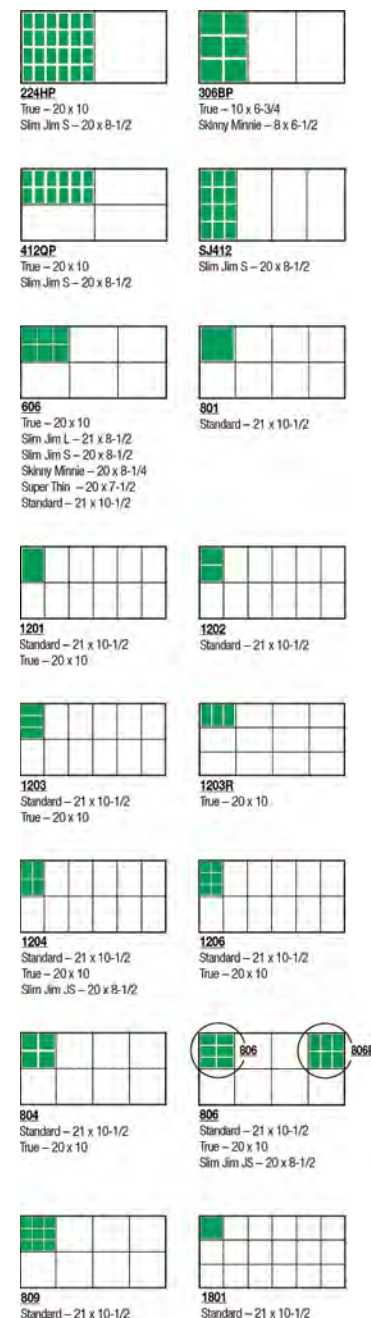 224HP
True – 20 x 10
Slim Jim S – 20 x 8-1/2
306BP
True – 10 x 6-3/4
Skinny Minnie – 8 x 6-1/2
412QP
True – 20 x 10
Slim Jim S – 20 x 8-1/2
SJ412
Slim Jim S – 20 x 8-1/2
606
True – 20 x 10
Slim Jim L – 21 x 8-1/2
Slim Jim S – 20 x 8-1/2
Skinny Minnie – 20 x 8-1/4
Super Thin – 20 x 7-1/2
Standard – 21 x 10-1/2
801
Standard – 21 x 10-1/2
1201
Standard – 21 x 10-1/2
True – 20 x 10
1202
Standard – 21 x 10-1/2
1203
Standard – 21 x 10-1/2
True – 20 x 10
1203R
True – 20 x 10
1204
Standard – 21 x 10-1/2
True – 20 x 10
Slim Jim JS – 20 x 8-1/2
1206
Standard – 21 x 10-1/2
True – 20 x 10
804
Standard – 21 x 10-1/2
True – 20 x 10
806
806
Standard – 21 x 10-1/2
True – 20 x 10
Slim Jim JS – 20 x 8-1/2
809
Standard – 21 x 10-1/2
1801
Standard – 21 x 10-1/2